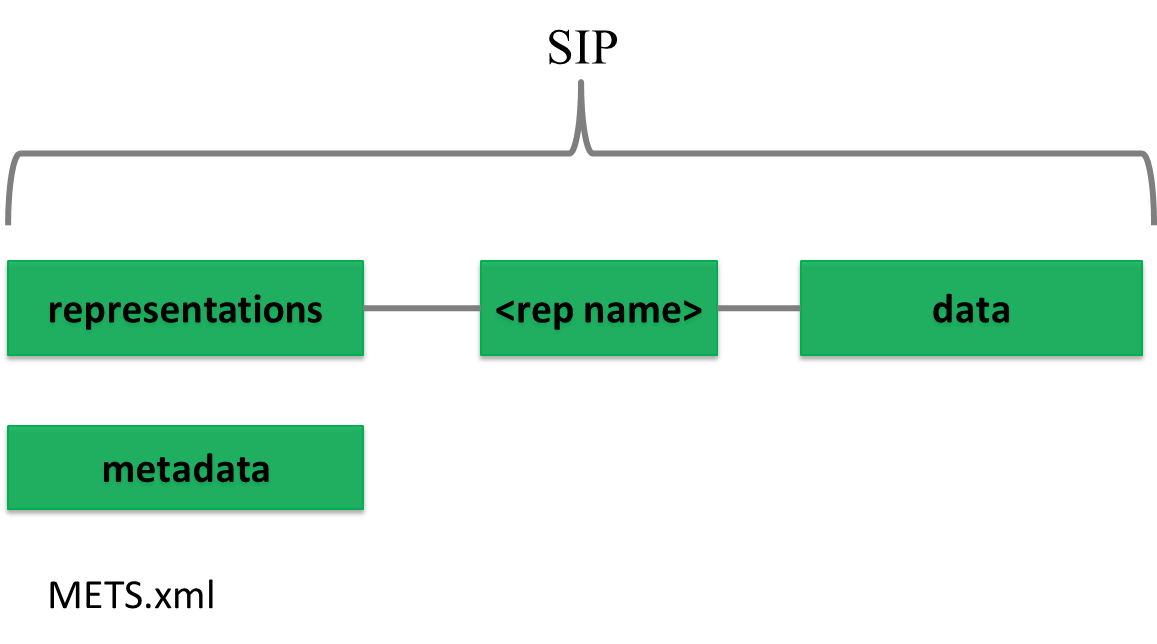 SIP
representations
<rep name>
data
metadata
METS.xml